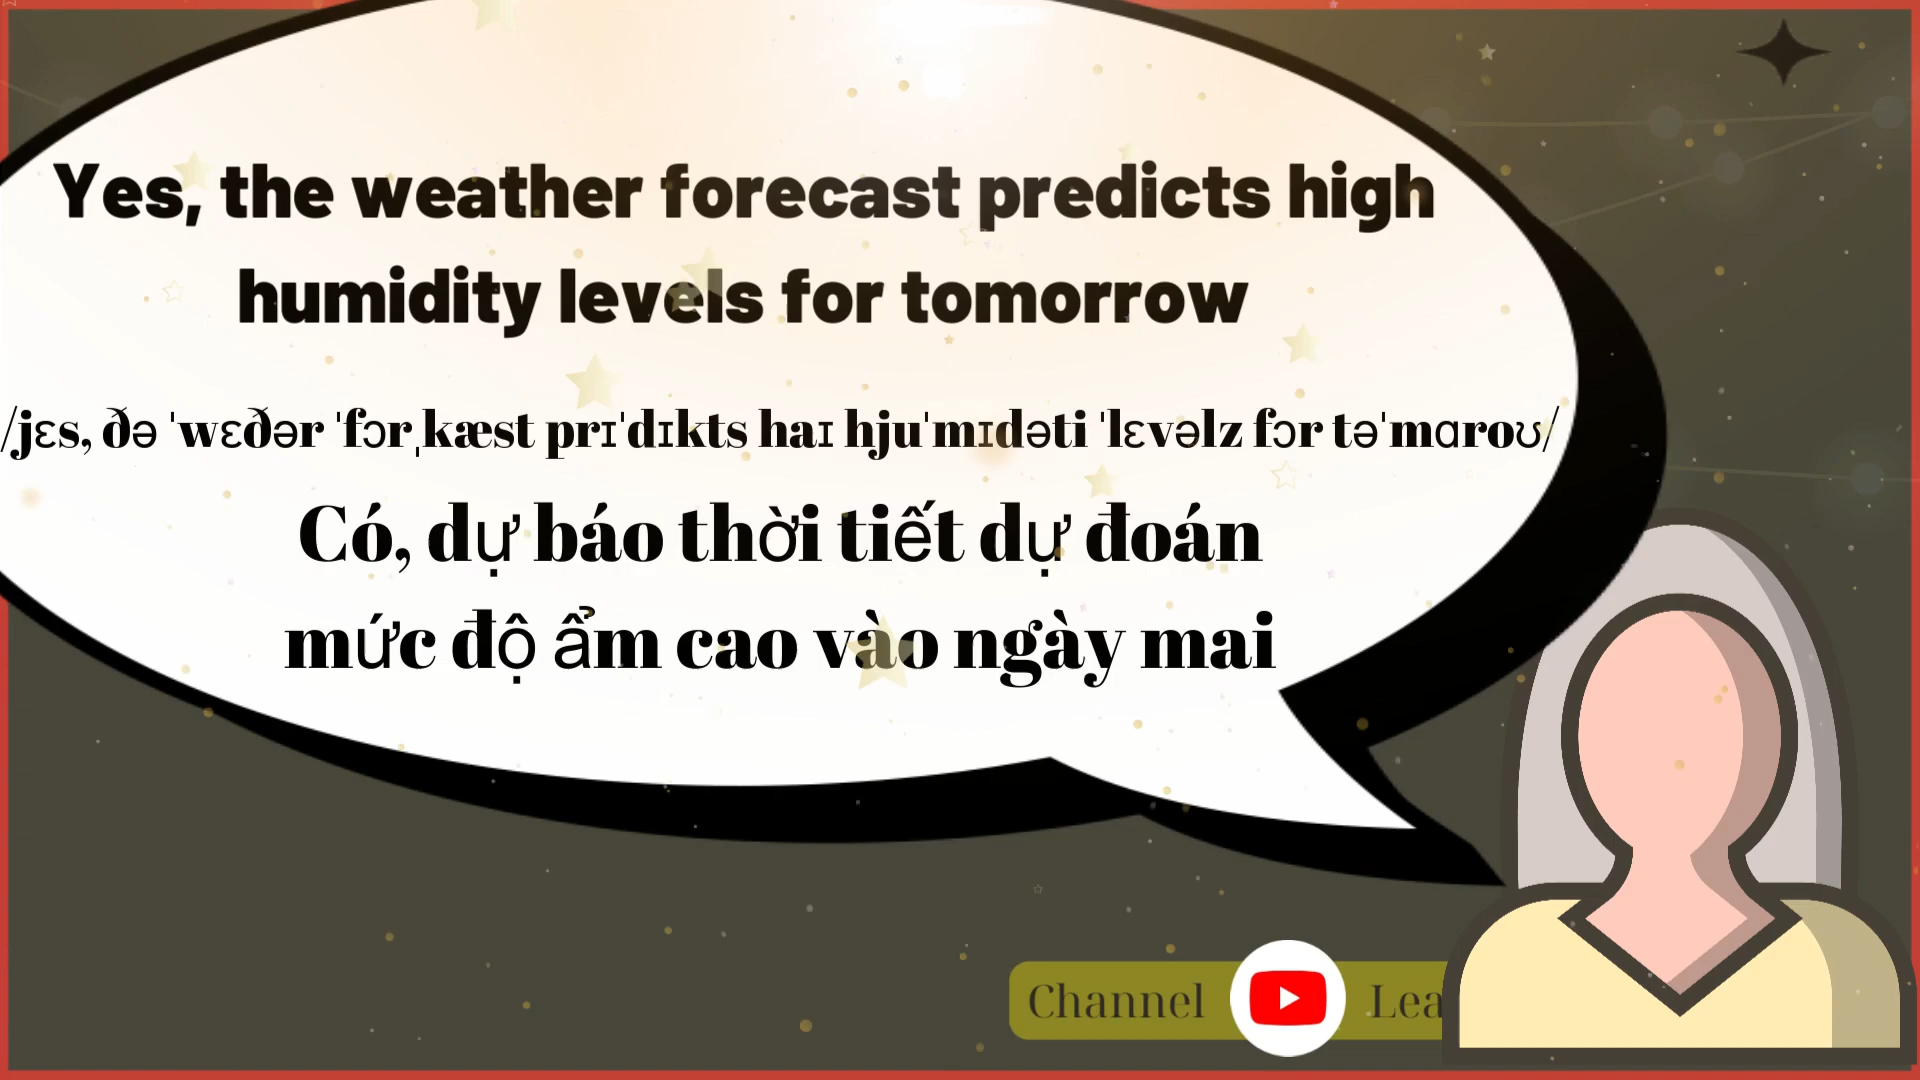 Yes, the weather forecast predicts high
humidity levels for tomorrow
/jɛs, ðə ˈwɛðər ˈfɔrˌkæst prɪˈdɪkts haɪ hjuˈmɪdəti ˈlɛvəlz fɔr təˈmɑroʊ/
Có, dự báo thời tiết dự đoán
mức độ ẩm cao vào ngày mai
Channel